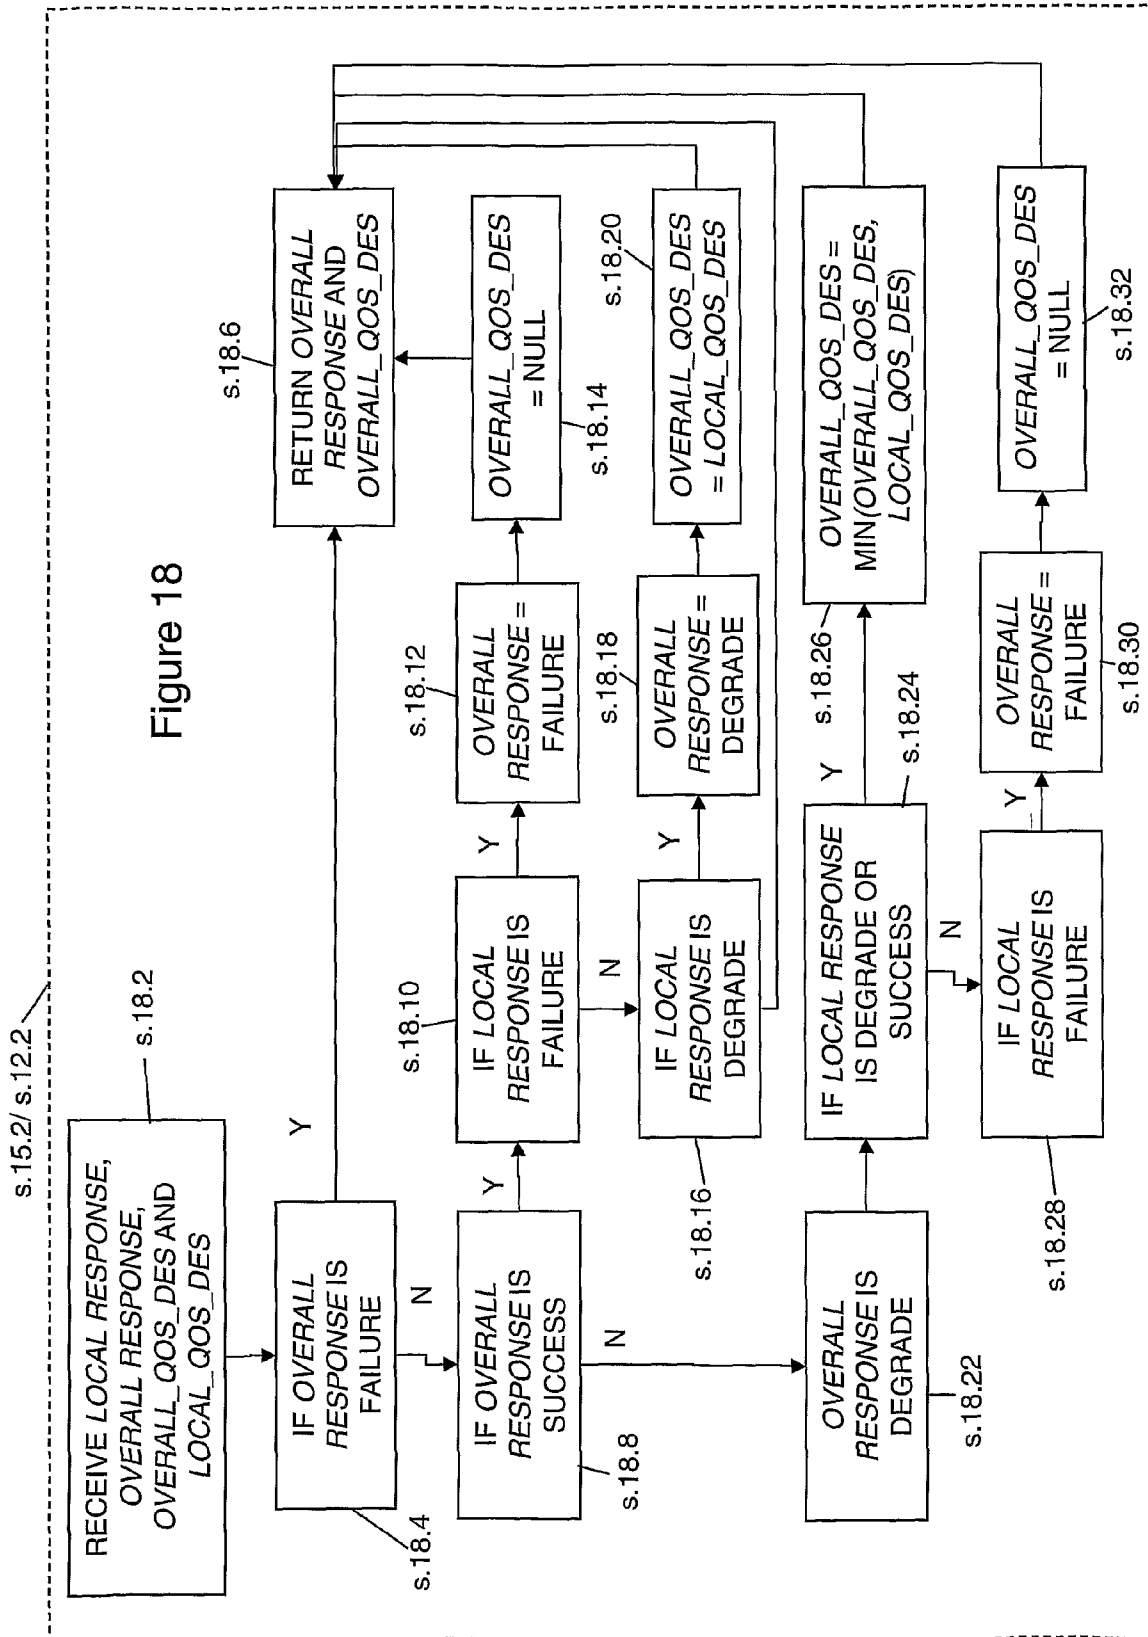 s.15.2/ s.12.2
RECEIVE LOCAL RESPONSE,
OVERALL RESPONSE,
OVERALL_QOS_DES AND
LOCAL_QOS_DES
s.18.2
Figure 18
IF OVERALL
RESPONSE IS
FAILURE
s.18.4
Y
N
RETURN OVERALL
RESPONSE AND
OVERALL_QOS_DES
s.18.6
IF OVERALL
RESPONSE IS
SUCCESS
s.18.8
Y
N
IF LOCAL
RESPONSE IS
FAILURE
s.18.10
Y
N
OVERALL
RESPONSE =
FAILURE
s.18.12
OVERALL_QOS_DES
= NULL
s.18.14
IF LOCAL
RESPONSE IS
DEGRADE
s.18.16
Y
OVERALL
RESPONSE =
DEGRADE
s.18.18
OVERALL_QOS_DES
= LOCAL_QOS_DES
s.18.20
OVERALL
RESPONSE IS
DEGRADE
s.18.22
IF LOCAL RESPONSE
IS DEGRADE OR
SUCCESS
s.18.24
Y
N
OVERALL_QOS_DES =
MIN(OVERALL_QOS_DES,
LOCAL_QOS_DES)
s.18.26
IF LOCAL
RESPONSE IS
FAILURE
s.18.28
Y
OVERALL
RESPONSE =
FAILURE
s.18.30
OVERALL_QOS_DES
= NULL
s.18.32